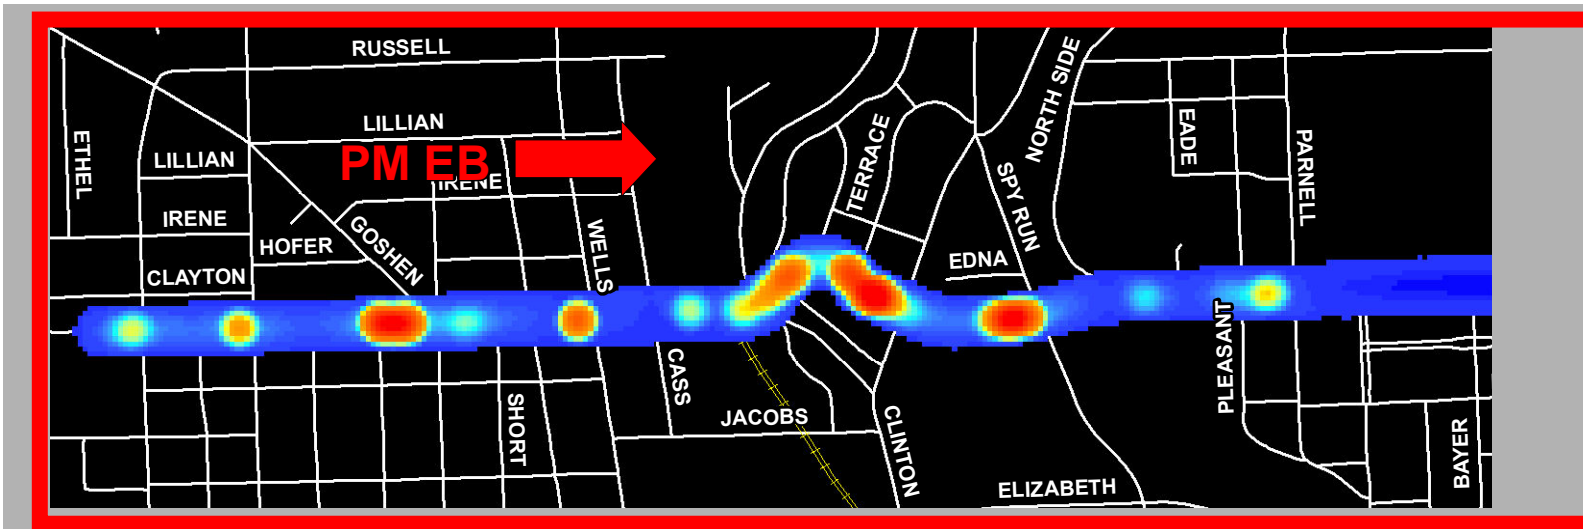 RUSSELL
NORTH SIDE
LILLIAN
EADE
ETHEL
LILLIAN
PM EB
PARNELL
TERRACE
IRENE
SPY RUN
IRENE
HOFER
GOSHEN
WELLS
EDNA
CLAYTON
PLEASANT
CASS
SHORT
JACOBS
CLINTON
BAYER
ELIZABETH